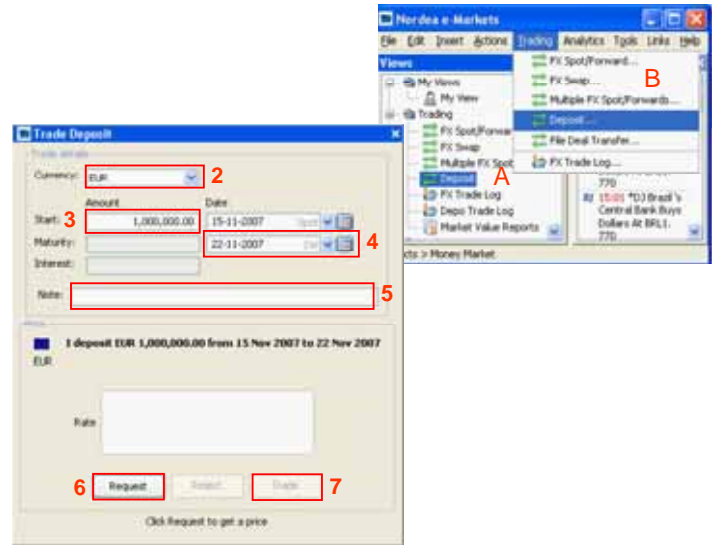 Nordea e-Markets
File Edit Insert Actions Trading Analytics Tools Links Help
Views
My Views
My View
Trading
FX Spot/Forwar
FX Swap
Multiple FX Spot
Deposit
A
FX Trade Log
Depo Trade Log
Market Value Reports
FX Spot/Forward...
FX Swap...
B
Multiple FX Spot/Forwards...
Deposit...
File Deal Transfer...
FX Trade Log...
770
15:01 *DJ Brazil's
Central Bank Buys
Dollars At BRL1.
770
cts > Money Market
Trade Deposit
Trade details
Currency: EUR 2
Amount Date
Start: 3 1,000,000.00 15-11-2007 Spot
Maturity: 22-11-2007 4
Interest:
Note: 5
Price
I deposit EUR 1,000,000.00 from 15 Nov 2007 to 22 Nov 2007
EUR
Rate
6 Request Reject Trade 7
Click Request to get a price